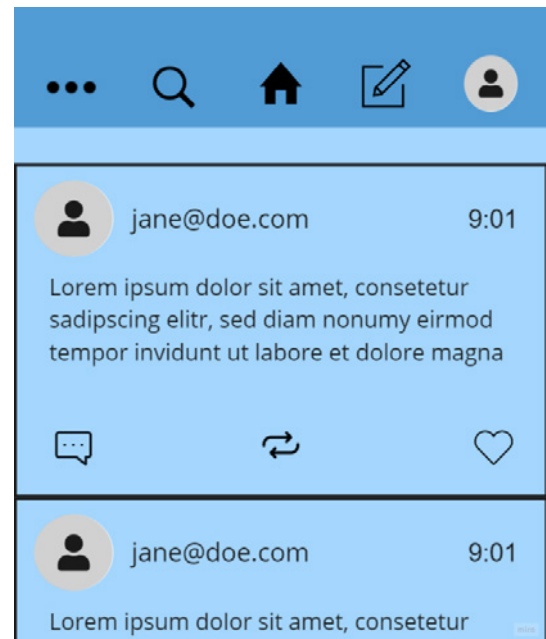 jane@doe.com 9:01
Lorem ipsum dolor sit amet, consetetur
sadipscing elitr, sed diam nonumy eirmod
tempor invidunt ut labore et dolore magna
jane@doe.com 9:01
Lorem ipsum dolor sit amet, consetetur
miro